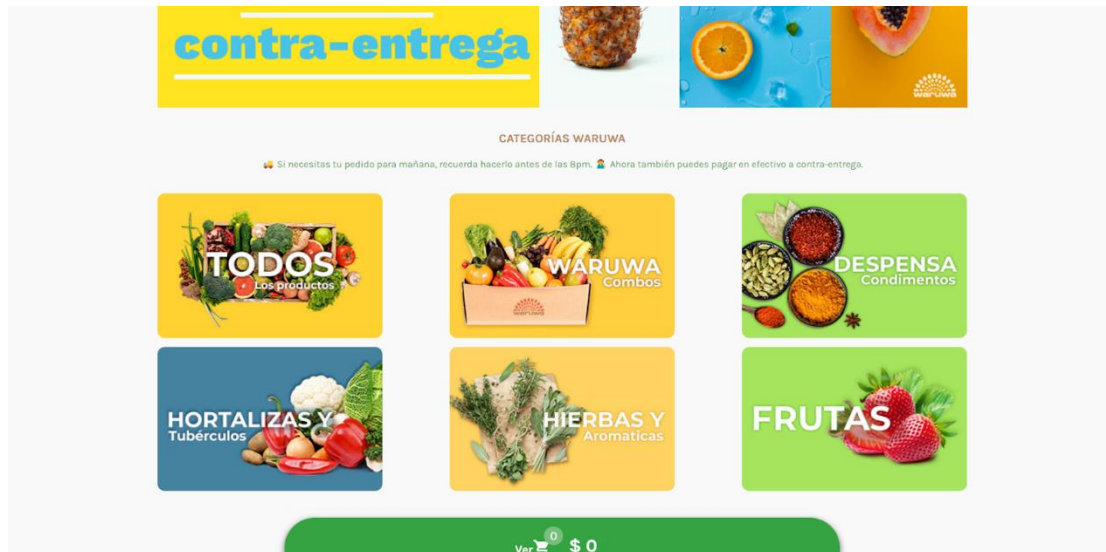 contra-entrega
waruwa
CATEGORÍAS WARUWA
🚚 Si necesitas tu pedido para mañana, recuerda hacerlo antes de las 8pm. 🤷 Ahora también puedes pagar en efectivo a contra-entrega.
TODOS
Los productos
WARUWA
Combos
waruwa
DESPENSA
Condimentos
HORTALIZAS Y
Tubérculos
HIERBAS Y
Aromaticas
FRUTAS
Ver 0 $ 0